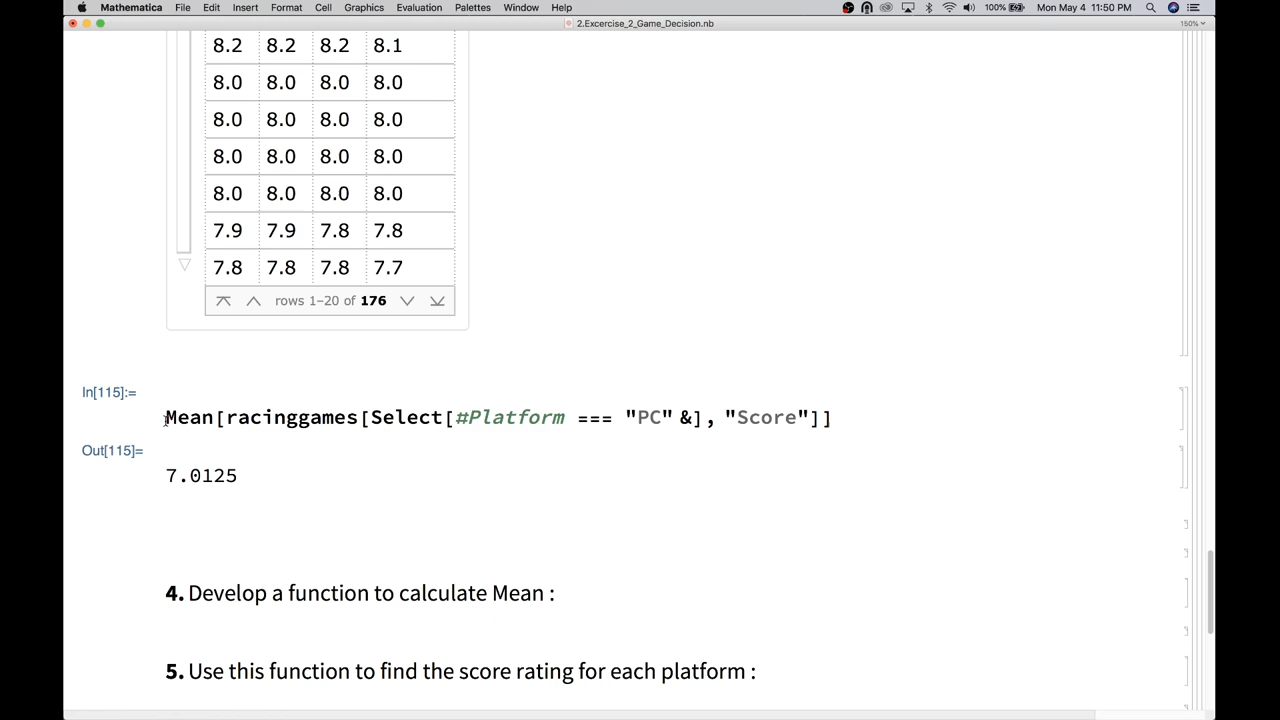 Mathematica File Edit Insert Format Cell Graphics Evaluation Palettes Window Help 100% Mon May 4 11:50 PM
2.Excercise_2_Game_Decision.nb 150%
8.2 8.2 8.2 8.1
8.0 8.0 8.0 8.0
8.0 8.0 8.0 8.0
8.0 8.0 8.0 8.0
8.0 8.0 8.0 8.0
7.9 7.9 7.8 7.8
7.8 7.8 7.8 7.7
rows 1–20 of 176
In[115]:=
Mean[racinggames[Select[#Platform === "PC" &], "Score"]]
Out[115]=
7.0125
4. Develop a function to calculate Mean :
5. Use this function to find the score rating for each platform :